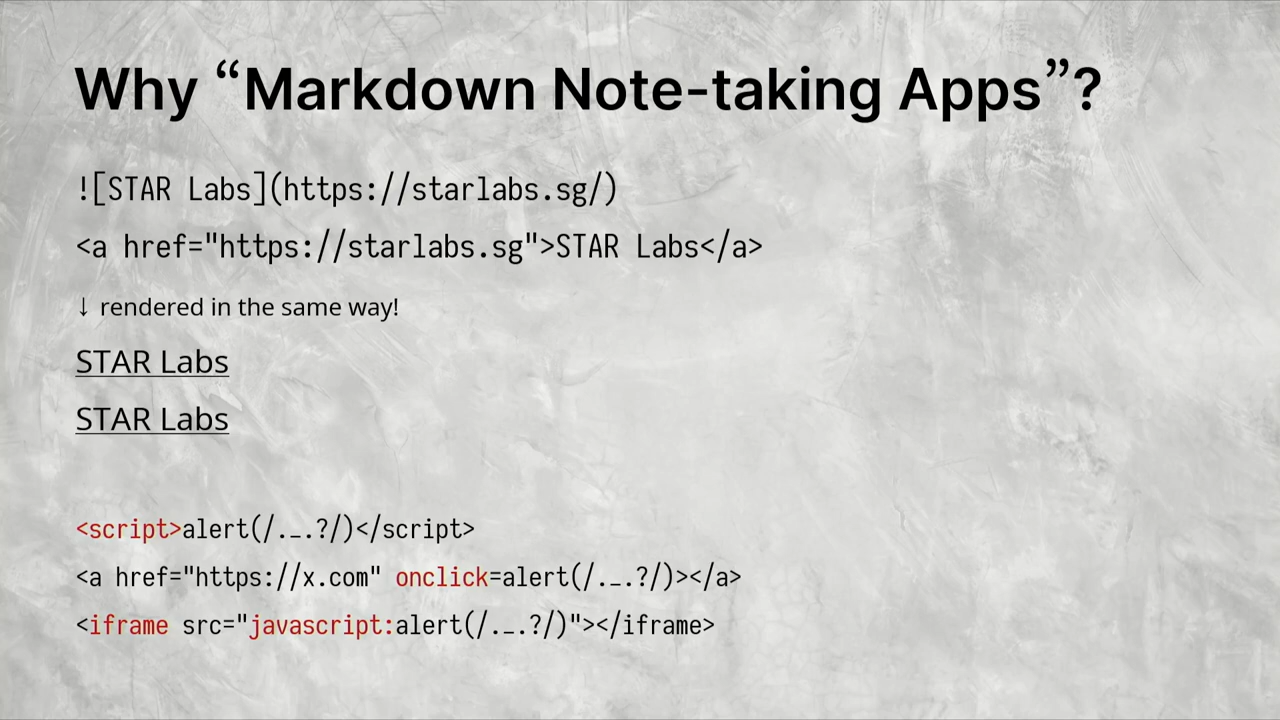 Why “Markdown Note-taking Apps”?
![STAR Labs](https://starlabs.sg/)
<a href="https://starlabs.sg">STAR Labs</a>
↓ rendered in the same way!
STAR Labs
STAR Labs
<script>alert(/._.?/)</script>
<a href="https://x.com" onclick=alert(/._.?/)></a>
<iframe src="javascript:alert(/._.?/)"></iframe>